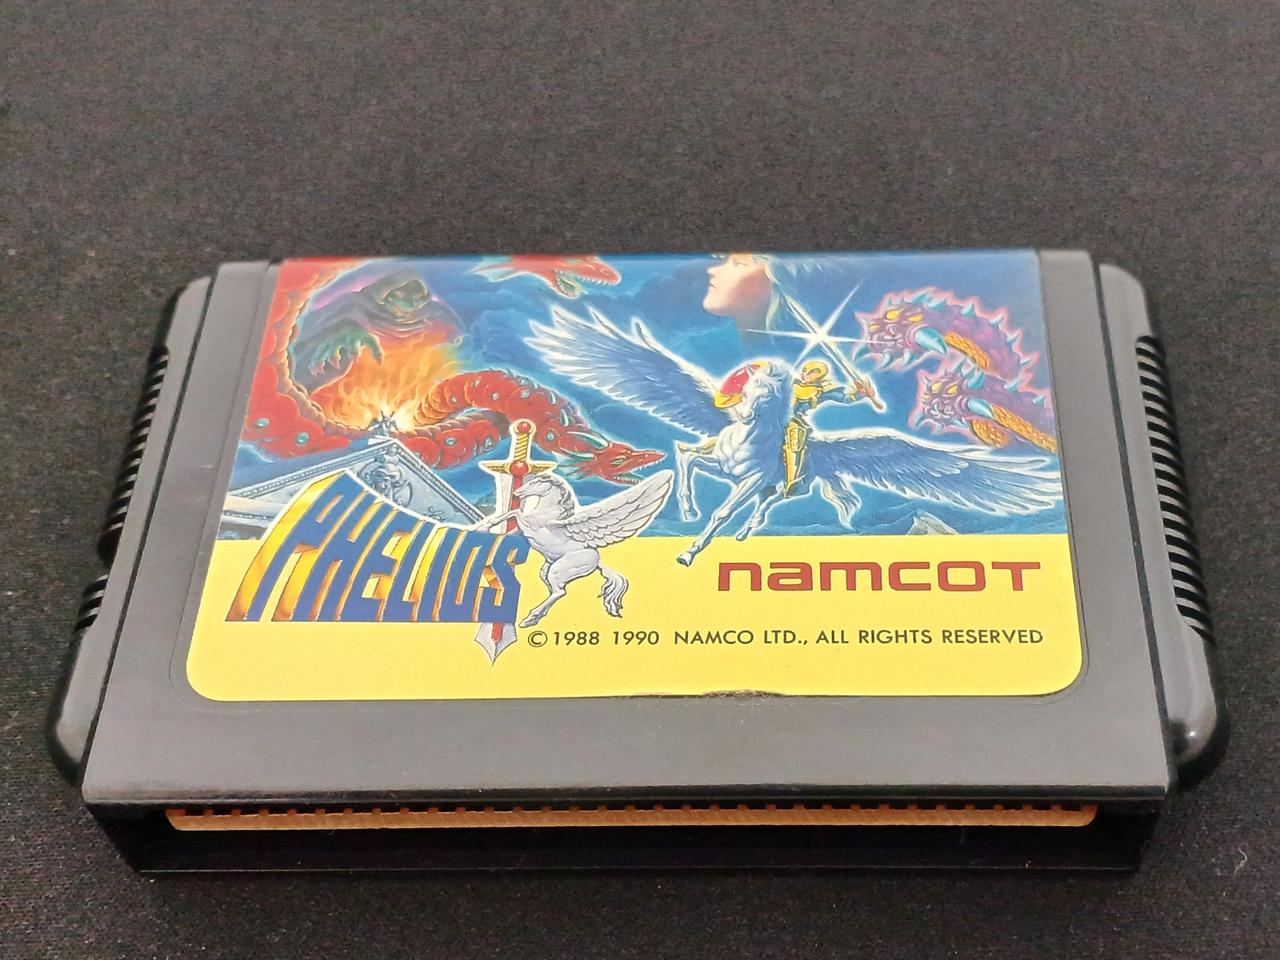 PHELIOS
namcot
© 1988 1990 NAMCO LTD., ALL RIGHTS RESERVED